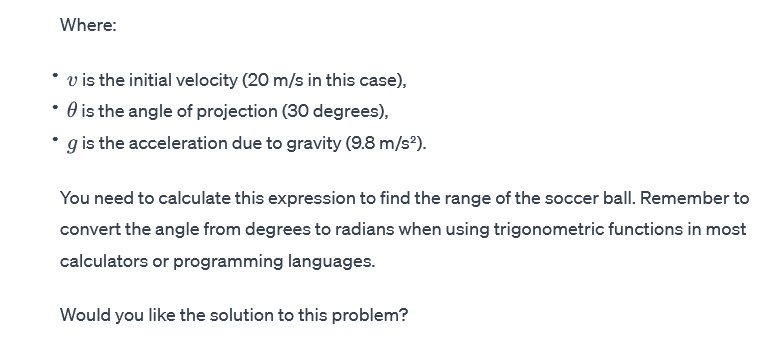 Where:
• v is the initial velocity (20 m/s in this case),
• θ is the angle of projection (30 degrees),
• g is the acceleration due to gravity (9.8 m/s²).
You need to calculate this expression to find the range of the soccer ball. Remember to
convert the angle from degrees to radians when using trigonometric functions in most
calculators or programming languages.
Would you like the solution to this problem?